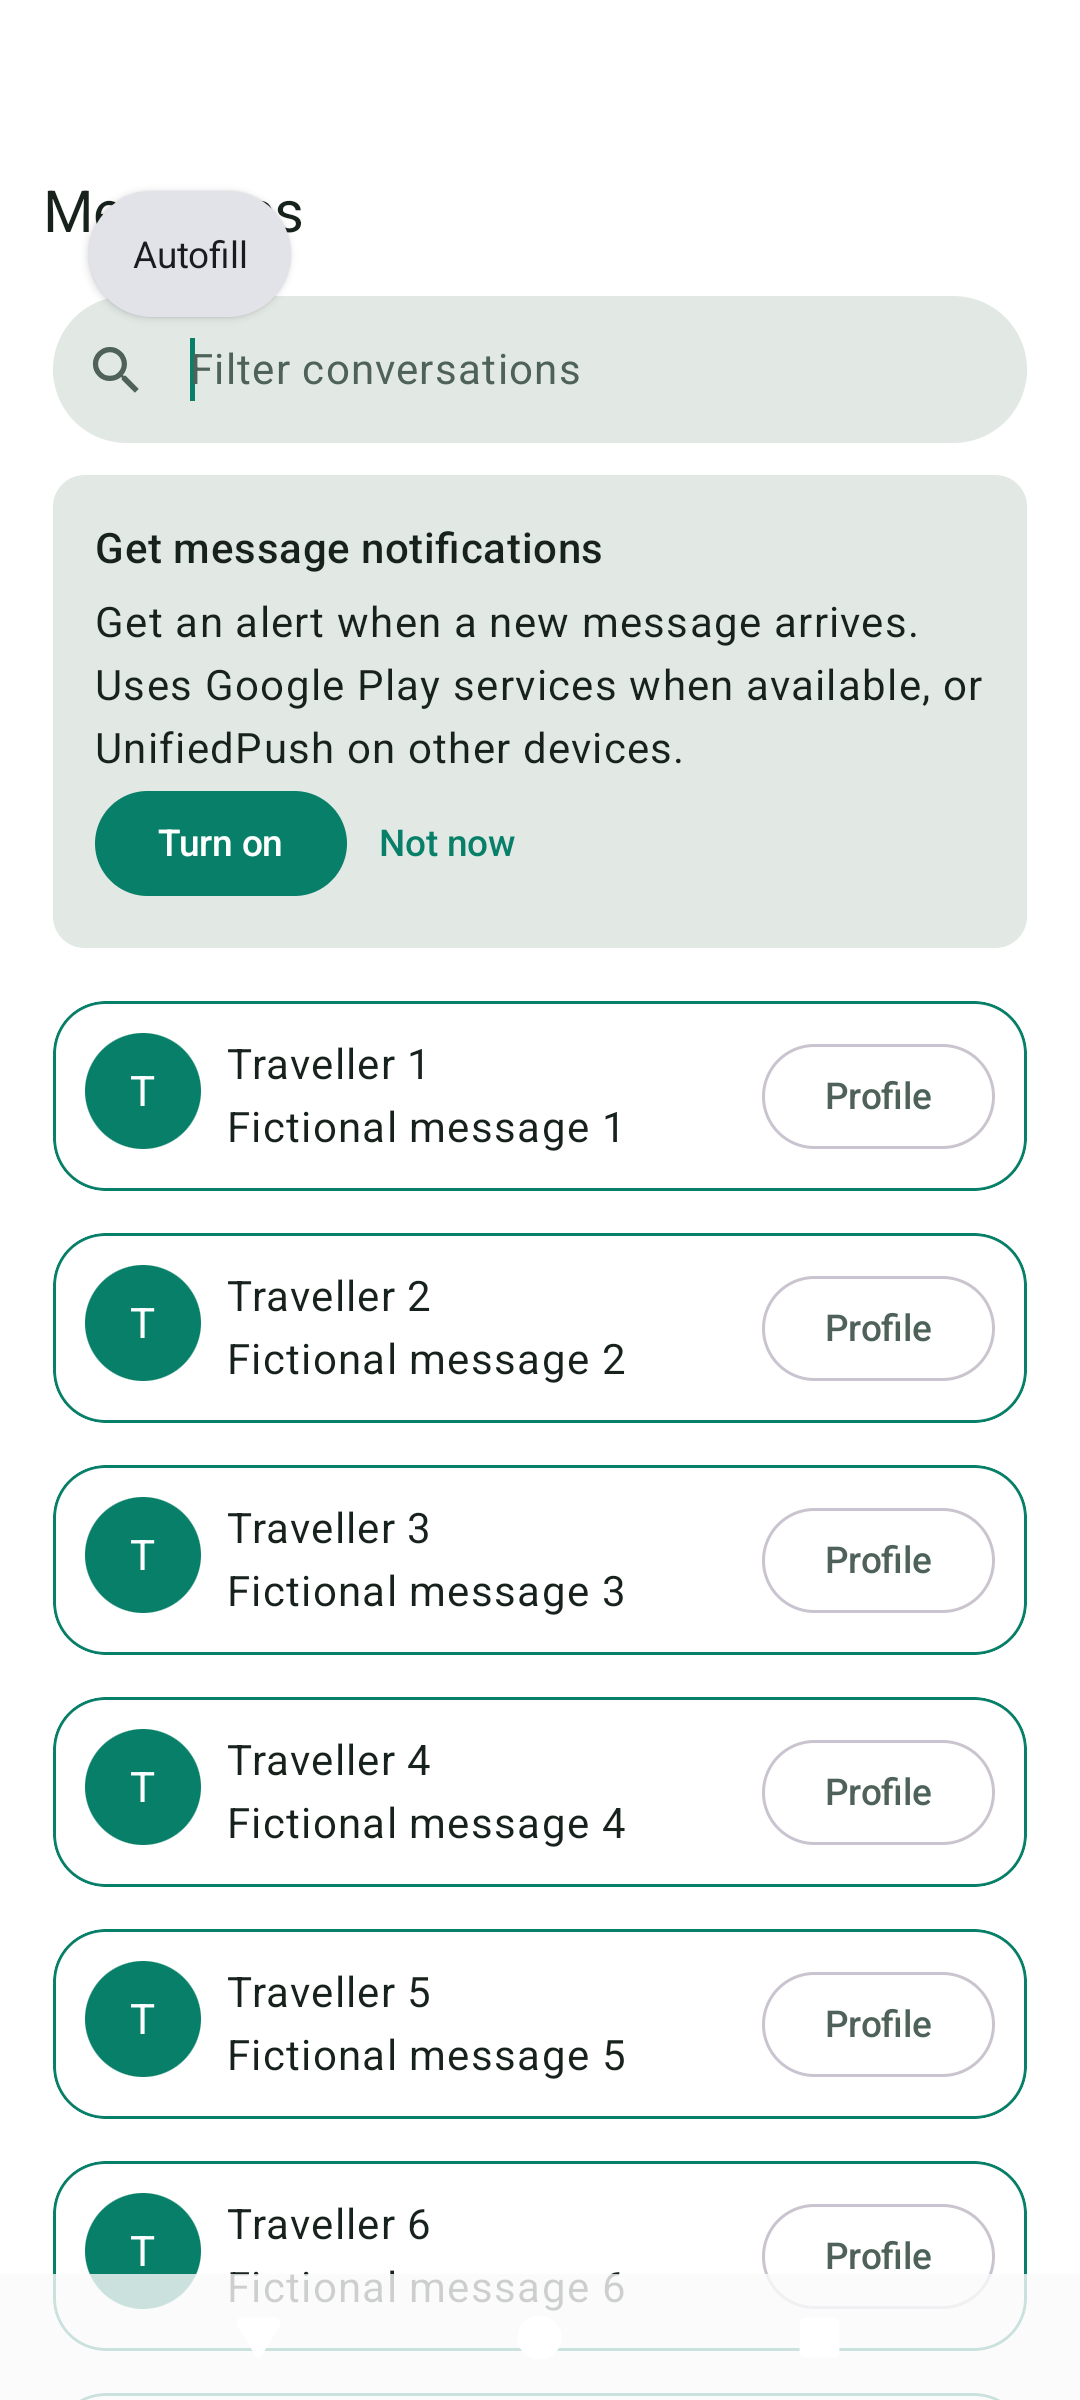 Autofill
Filter conversations
Get message notifications
Get an alert when a new message arrives.
Uses Google Play services when available, or
UnifiedPush on other devices.
Turn on
Not now
T
Traveller 1
Fictional message 1
Profile
T
Traveller 2
Fictional message 2
Profile
T
Traveller 3
Fictional message 3
Profile
T
Traveller 4
Fictional message 4
Profile
T
Traveller 5
Fictional message 5
Profile
T
Traveller 6
Fictional message 6
Profile